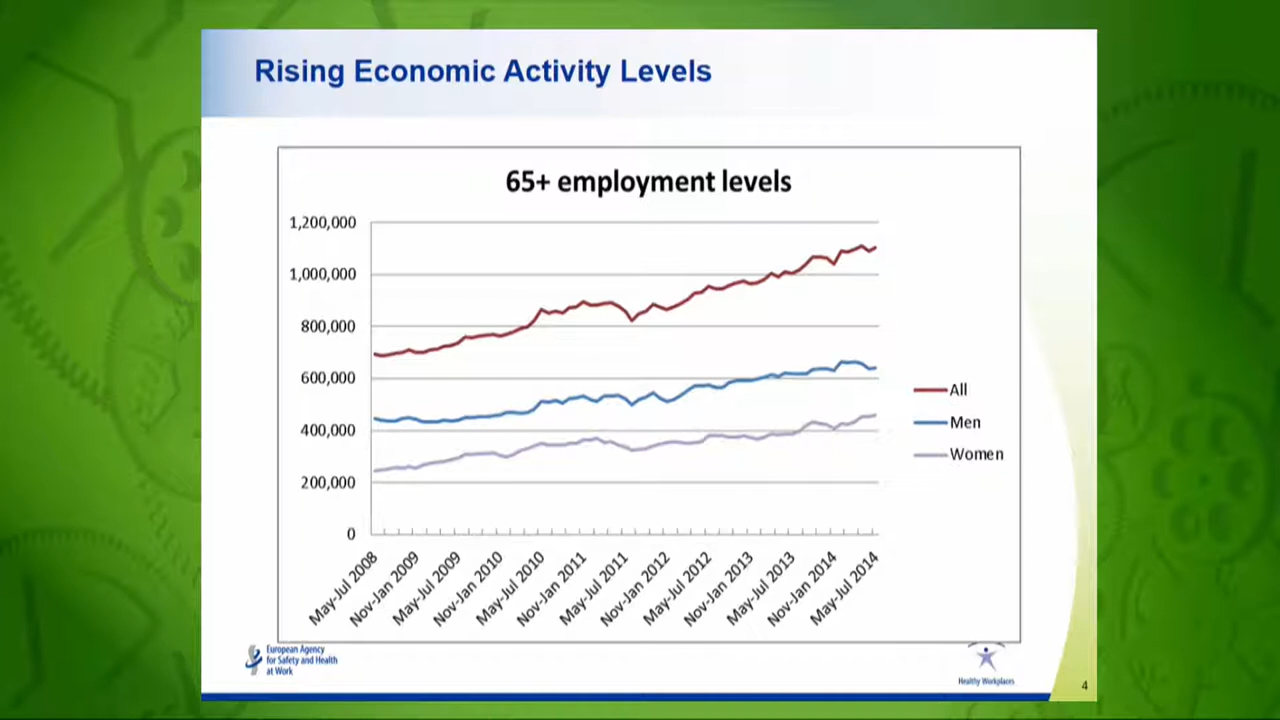 Rising Economic Activity Levels
65+ employment levels
1,200,000
1,000,000
800,000
600,000
400,000
200,000
0
All
Men
Women
May-Jul 2008
Nov-Jan 2009
May-Jul 2009
Nov-Jan 2010
May-Jul 2010
Nov-Jan 2011
May-Jul 2011
Nov-Jan 2012
May-Jul 2012
Nov-Jan 2013
May-Jul 2013
Nov-Jan 2014
May-Jul 2014
European Agency
for Safety and Health
at Work
Healthy Workplaces
4